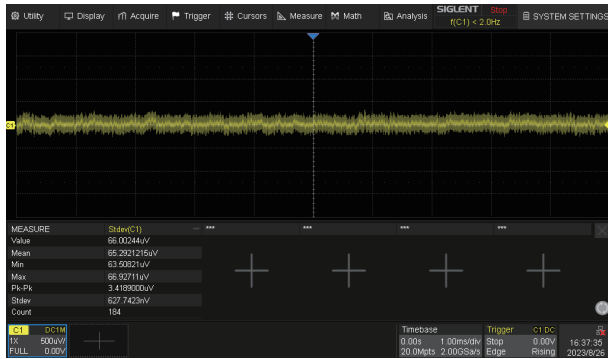 Utility Display Acquire Trigger Cursors Measure Math Analysis SIGLENT Stop SYSTEM SETTINGS
f(C1) < 2.0Hz
C1
MEASURE Stdev(C1) *** *** *** ***
Value 66.00244uV
Mean 65.2921215uV
Min 63.50821uV
Max 66.92711uV
Pk-Pk 3.4189000uV
Stdev 627.7423nV
Count 184
C1 DC1M Timebase Trigger C1 DC
1X 500uV/ 0.00s 1.00ms/div Stop 0.00V 16:37:35
FULL 0.00V 20.0Mpts 2.00GSa/s Edge Rising 2023/8/26